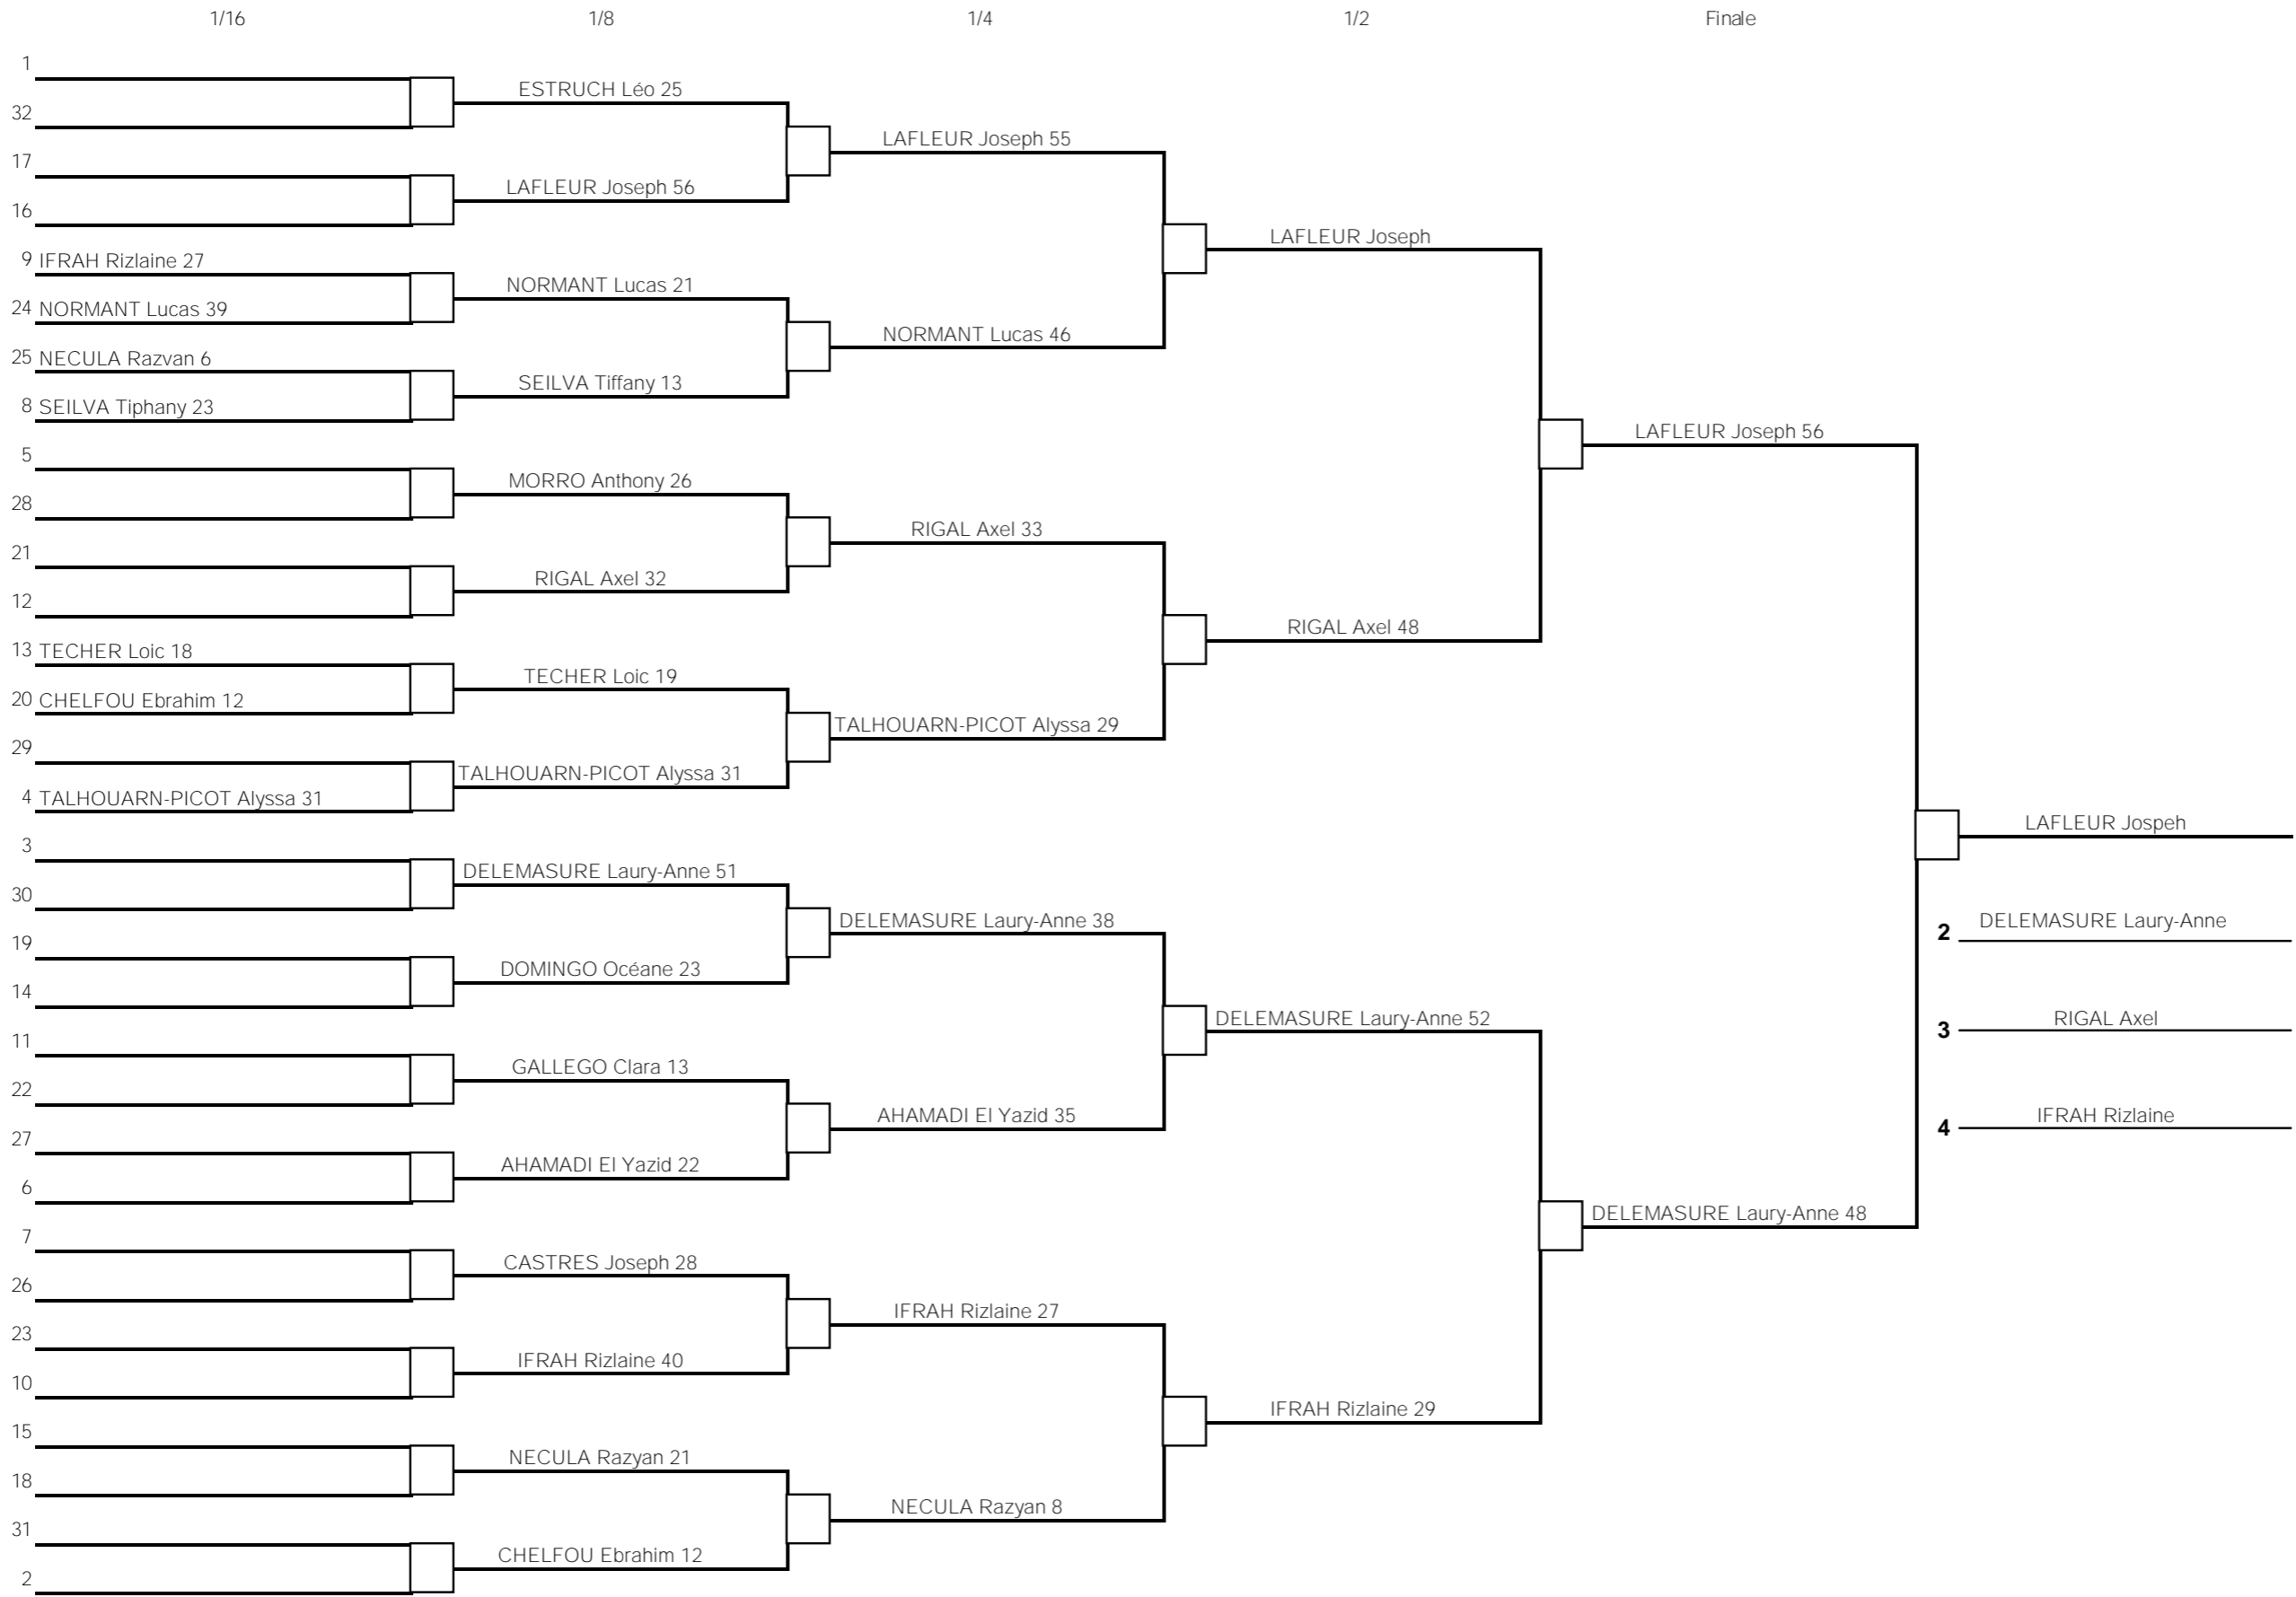 1/16 1/8 1/4 1/2 Finale
1
ESTRUCH Léo 25
32
LAFLEUR Joseph 55
17
LAFLEUR Joseph 56
16
LAFLEUR Joseph
9 IFRAH Rizlaine 27
NORMANT Lucas 21
24 NORMANT Lucas 39
NORMANT Lucas 46
25 NECULA Razvan 6
SEILVA Tiffany 13
8 SEILVA Tiphany 23
LAFLEUR Joseph 56
5
MORRO Anthony 26
28
RIGAL Axel 33
21
RIGAL Axel 32
12
RIGAL Axel 48
13 TECHER Loic 18
TECHER Loic 19
20 CHELFOU Ebrahim 12
TALHOUARN-PICOT Alyssa 29
29
TALHOUARN-PICOT Alyssa 31
4 TALHOUARN-PICOT Alyssa 31
LAFLEUR Jospeh
3
DELEMASURE Laury-Anne 51
30
DELEMASURE Laury-Anne 38
2 DELEMASURE Laury-Anne
19
DOMINGO Océane 23
14
DELEMASURE Laury-Anne 52
3 RIGAL Axel
11
GALLEGO Clara 13
22
AHAMADI El Yazid 35
4 IFRAH Rizlaine
27
AHAMADI El Yazid 22
6
DELEMASURE Laury-Anne 48
7
CASTRES Joseph 28
26
IFRAH Rizlaine 27
23
IFRAH Rizlaine 40
10
IFRAH Rizlaine 29
15
NECULA Razyan 21
18
NECULA Razyan 8
31
CHELFOU Ebrahim 12
2